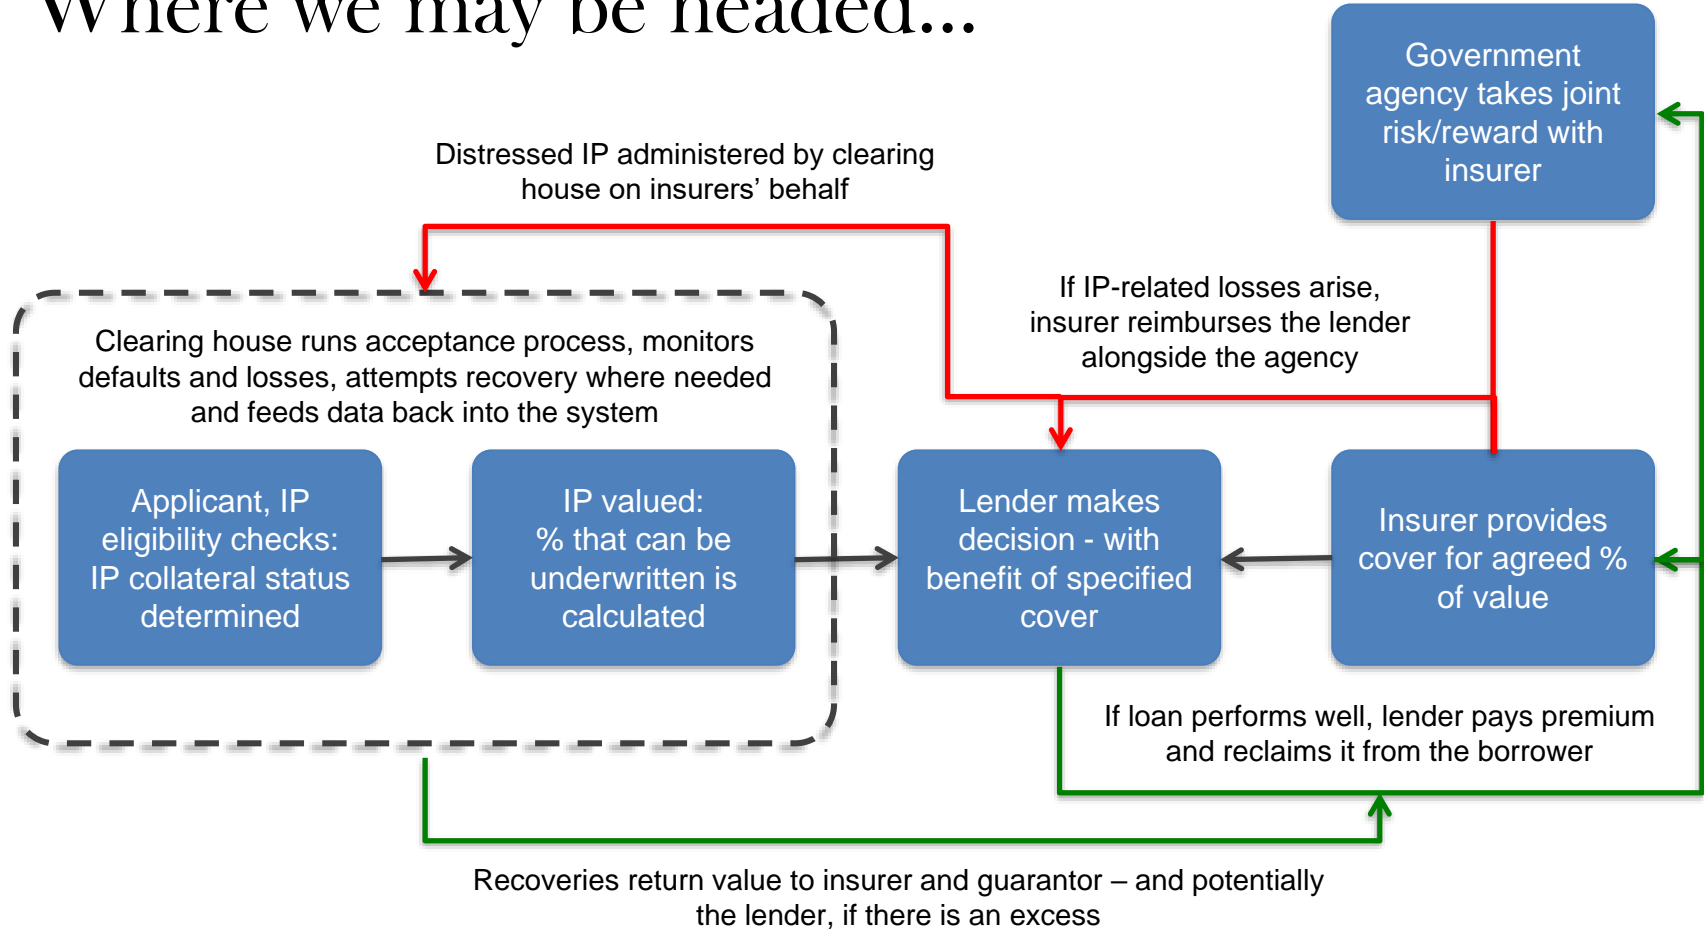 Where we may be headed...
Government
agency takes joint
risk/reward with
insurer
Distressed IP administered by clearing
house on insurers’ behalf
If IP-related losses arise,
insurer reimburses the lender
alongside the agency
Clearing house runs acceptance process, monitors
defaults and losses, attempts recovery where needed
and feeds data back into the system
Applicant, IP
eligibility checks:
IP collateral status
determined
IP valued:
% that can be
underwritten is
calculated
Lender makes
decision - with
benefit of specified
cover
Insurer provides
cover for agreed %
of value
If loan performs well, lender pays premium
and reclaims it from the borrower
Recoveries return value to insurer and guarantor – and potentially
the lender, if there is an excess